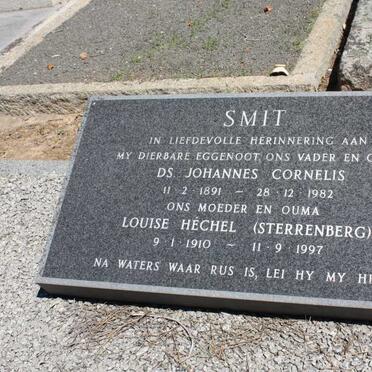 SMIT
IN LIEFDEVOLLE HERINNERING AAN
MY DIERBARE EGGENOOT, ONS VADER EN
DS. JOHANNES CORNELIS
11·2·1891 ~ 28·12·1982
ONS MOEDER EN OUMA
LOUISE HÉCHEL (STERRENBERG)
9·1·1910 ~ 11·9·1997
NA WATERS WAAR RUS IS, LEI HY MY